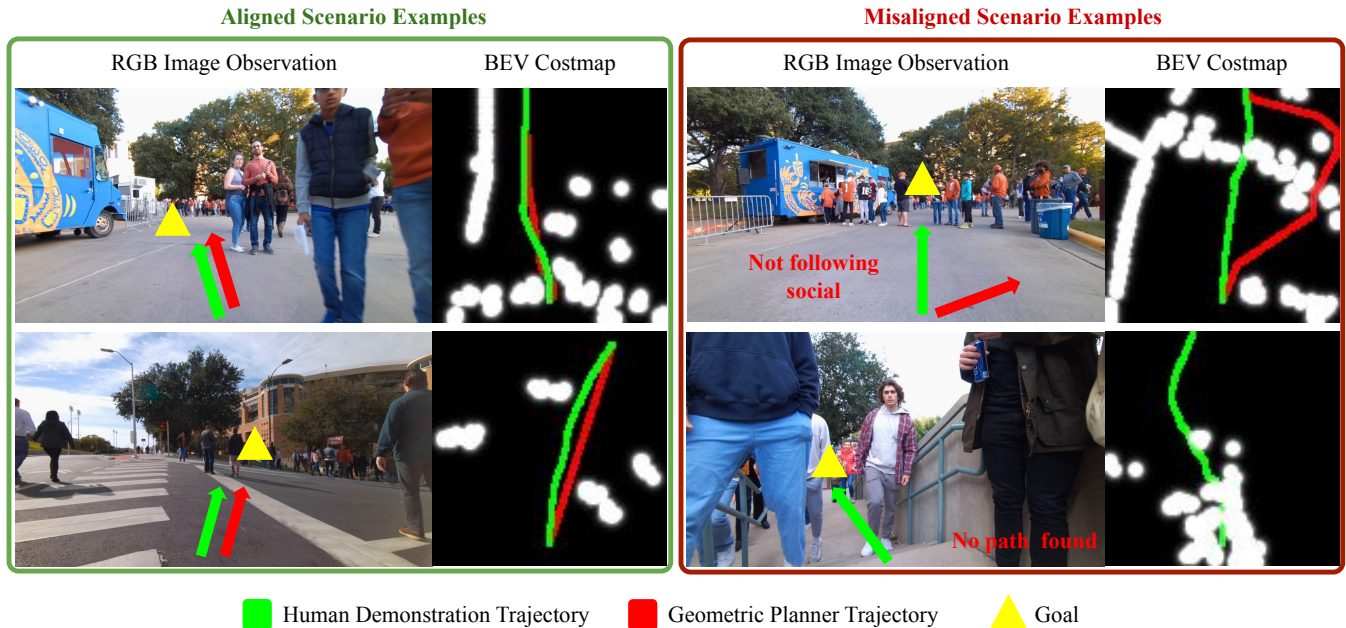 Aligned Scenario Examples
Misaligned Scenario Examples
RGB Image Observation
BEV Costmap
RGB Image Observation
BEV Costmap
Not following
social
No path found
Human Demonstration Trajectory
Geometric Planner Trajectory
Goal